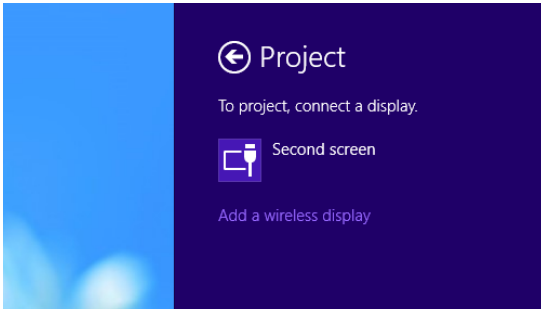 Project
To project, connect a display.
Second screen
Add a wireless display